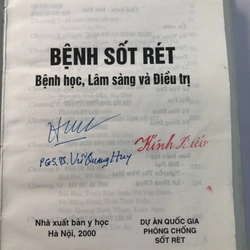 BỆNH SỐT RÉT
Bệnh học, Lâm sàng và Điều trị
PGS. TS. Vũ Quang Huy
Kính Biếu
Nhà xuất bản y học
Hà Nội, 2000
DỰ ÁN QUỐC GIA
PHÒNG CHỐNG
SỐT RÉT